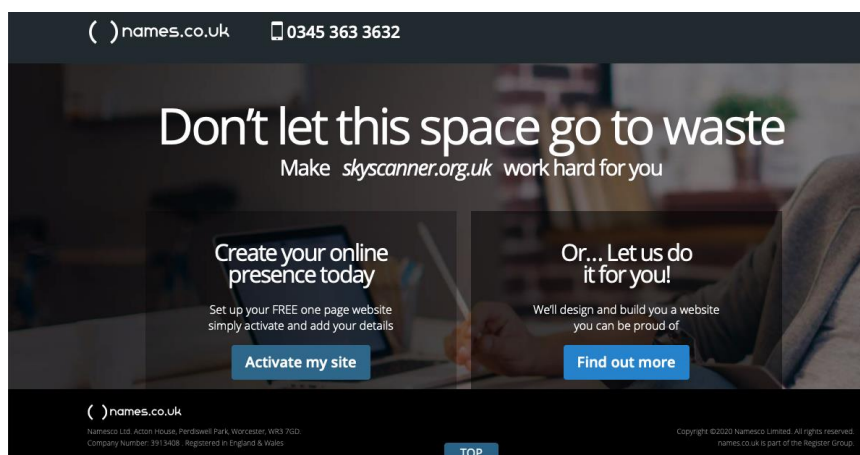 ( ) names.co.uk
0345 363 3632
Don't let this space go to waste
Make skyscanner.org.uk work hard for you
Create your online
presence today
Set up your FREE one page website
simply activate and add your details
Activate my site
Or... Let us do
it for you!
We'll design and build you a website
you can be proud of
Find out more
( ) names.co.uk
Namesco Ltd. Acton House, Perdiswell Park, Worcester, WR3 7GD.
Company Number: 3913408 . Registered in England & Wales
TOP
Copyright ©2020 Namesco Limited. All rights reserved.
names.co.uk is part of the Register Group.